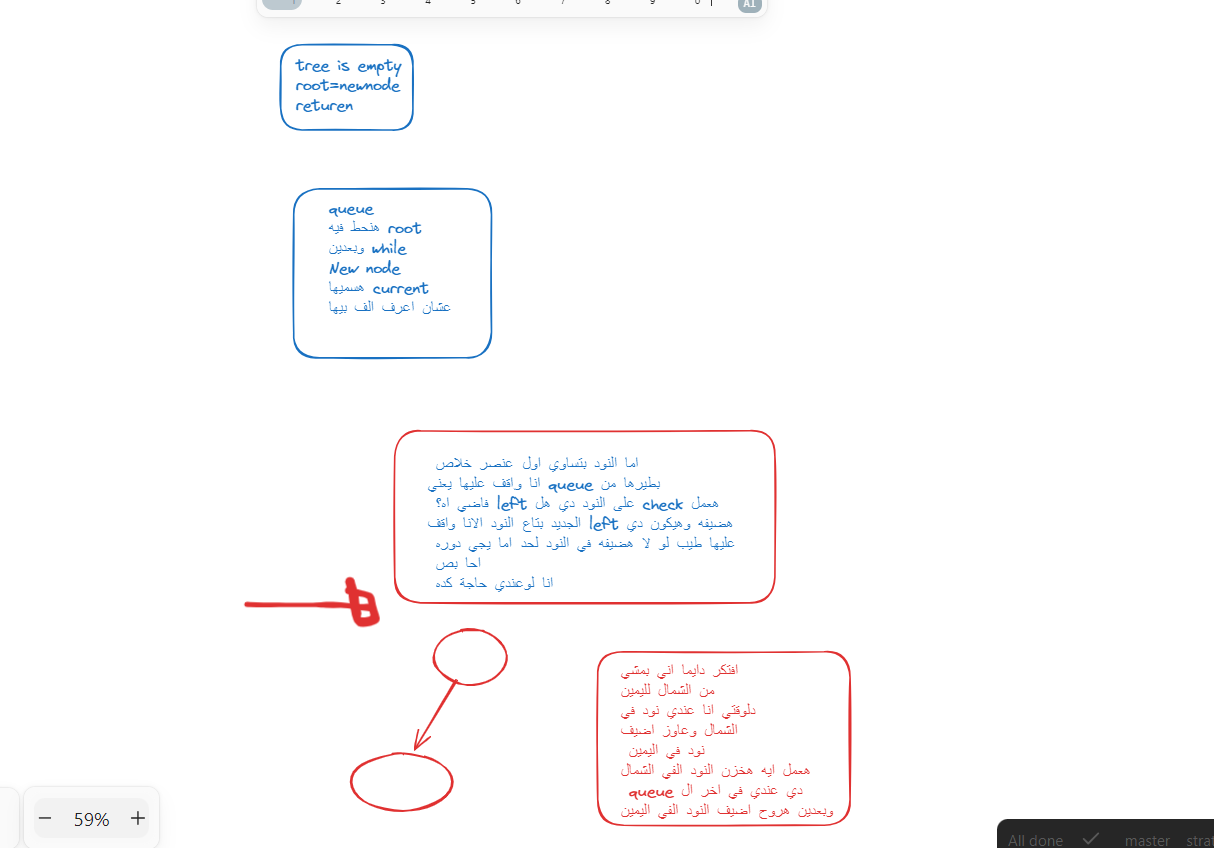 1 2 3 4 5 6 7 8 9 0
AI
tree is empty
root=newnode
returen
queue
هنحط فيه root
وبعدين while
New node
هسميها current
عشان اعرف الف بيها
اما النود بتساوي اول عنصر خلاص
بطيرها من queue انا واقف عليها يعني
هعمل check على النود دي هل left فاضي اه؟
هضيفه وهيكون دي left الجديد بتاع النود الانا واقف
عليها طيب لو لا هضيفه في النود لحد اما يجي دوره
احا بص
انا لوعندي حاجة كده
افتكر دايما اني بمشي
من الشمال لليمين
دلوقتي انا عندي نود في
الشمال وعاوز اضيف
نود في اليمين
هعمل ايه هخزن النود الفي الشمال
دي عندي في اخر ال queue
وبعدين هروح اضيف النود الفي اليمين
59%
All done master strat